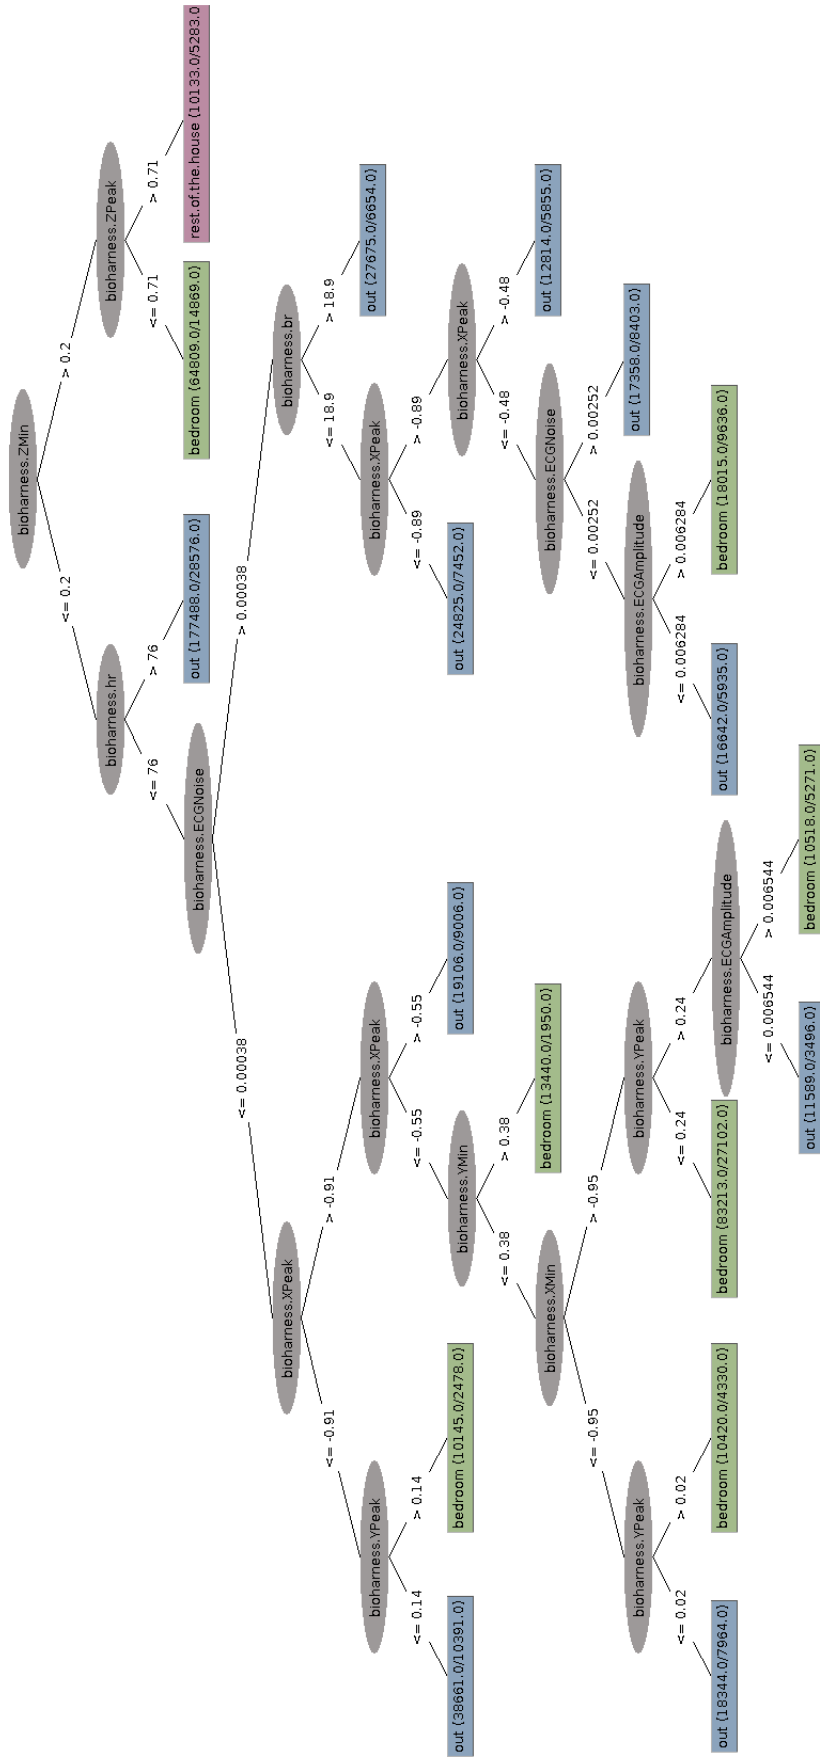 bioharness.ZMin
<= 0.2
> 0.2
bioharness.hr
bioharness.ZPeak
<= 76
> 76
<= 0.71
> 0.71
bioharness.ECGNoise
out {177488.0/28576.0}
bedroom {64809.0/14869.0}
rest.of.the.house {10133.0/5283.0}
<= 0.00038
> 0.00038
bioharness.XPeak
bioharness.br
<= -0.91
> -0.91
<= 18.9
> 18.9
bioharness.YPeak
bioharness.XPeak
bioharness.XPeak
out {27675.0/6654.0}
<= 0.14
> 0.14
<= -0.55
> -0.55
<= -0.89
> -0.89
out {38661.0/10391.0}
bedroom {10145.0/2478.0}
bioharness.YMin
out {19106.0/9006.0}
out {24825.0/7452.0}
bioharness.XPeak
<= 0.38
> 0.38
<= -0.48
> -0.48
bioharness.XMin
bedroom {13440.0/1950.0}
bioharness.ECGNoise
out {12814.0/5855.0}
<= -0.95
> -0.95
<= 0.00252
> 0.00252
bioharness.YPeak
bioharness.YPeak
bioharness.ECGAmplitude
out {17358.0/8403.0}
<= 0.02
> 0.02
<= 0.24
> 0.24
<= 0.006284
> 0.006284
out {18344.0/7964.0}
bedroom {10420.0/4330.0}
bedroom {83213.0/27102.0}
bioharness.ECGAmplitude
out {16642.0/5935.0}
bedroom {18015.0/9636.0}
<= 0.006544
> 0.006544
out {11589.0/3496.0}
bedroom {10518.0/5271.0}